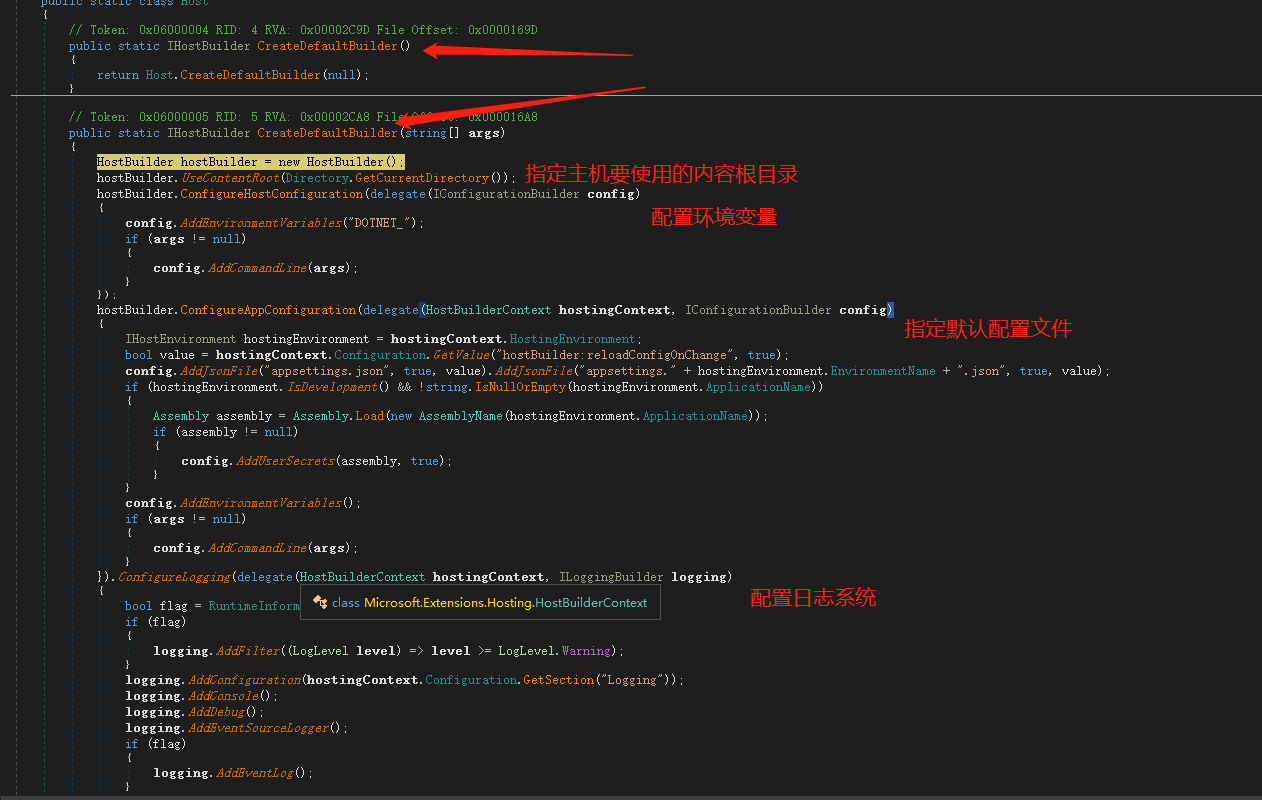 public static class Host
{
// Token: 0x06000004 RID: 4 RVA: 0x00002C9D File Offset: 0x0000169D
public static IHostBuilder CreateDefaultBuilder()
{
return Host.CreateDefaultBuilder(null);
}
// Token: 0x06000005 RID: 5 RVA: 0x00002CA8 File Offset: 0x000016A8
public static IHostBuilder CreateDefaultBuilder(string[] args)
{
HostBuilder hostBuilder = new HostBuilder();
hostBuilder.UseContentRoot(Directory.GetCurrentDirectory()); 指定主机要使用的内容根目录
hostBuilder.ConfigureHostConfiguration(delegate(IConfigurationBuilder config)
{ 配置环境变量
config.AddEnvironmentVariables("DOTNET_");
if (args != null)
{
config.AddCommandLine(args);
}
});
hostBuilder.ConfigureAppConfiguration(delegate(HostBuilderContext hostingContext, IConfigurationBuilder config)
{ 指定默认配置文件
IHostEnvironment hostingEnvironment = hostingContext.HostingEnvironment;
bool value = hostingContext.Configuration.GetValue("hostBuilder:reloadConfigOnChange", true);
config.AddJsonFile("appsettings.json", true, value).AddJsonFile("appsettings." + hostingEnvironment.EnvironmentName + ".json", true, value);
if (hostingEnvironment.IsDevelopment() && !string.IsNullOrEmpty(hostingEnvironment.ApplicationName))
{
Assembly assembly = Assembly.Load(new AssemblyName(hostingEnvironment.ApplicationName));
if (assembly != null)
{
config.AddUserSecrets(assembly, true);
}
}
config.AddEnvironmentVariables();
if (args != null)
{
config.AddCommandLine(args);
}
}).ConfigureLogging(delegate(HostBuilderContext hostingContext, ILoggingBuilder logging)
{ 配置日志系统
bool flag = RuntimeInform class Microsoft.Extensions.Hosting.HostBuilderContext
if (flag)
{
logging.AddFilter((LogLevel level) => level >= LogLevel.Warning);
}
logging.AddConfiguration(hostingContext.Configuration.GetSection("Logging"));
logging.AddConsole();
logging.AddDebug();
logging.AddEventSourceLogger();
if (flag)
{
logging.AddEventLog();
}